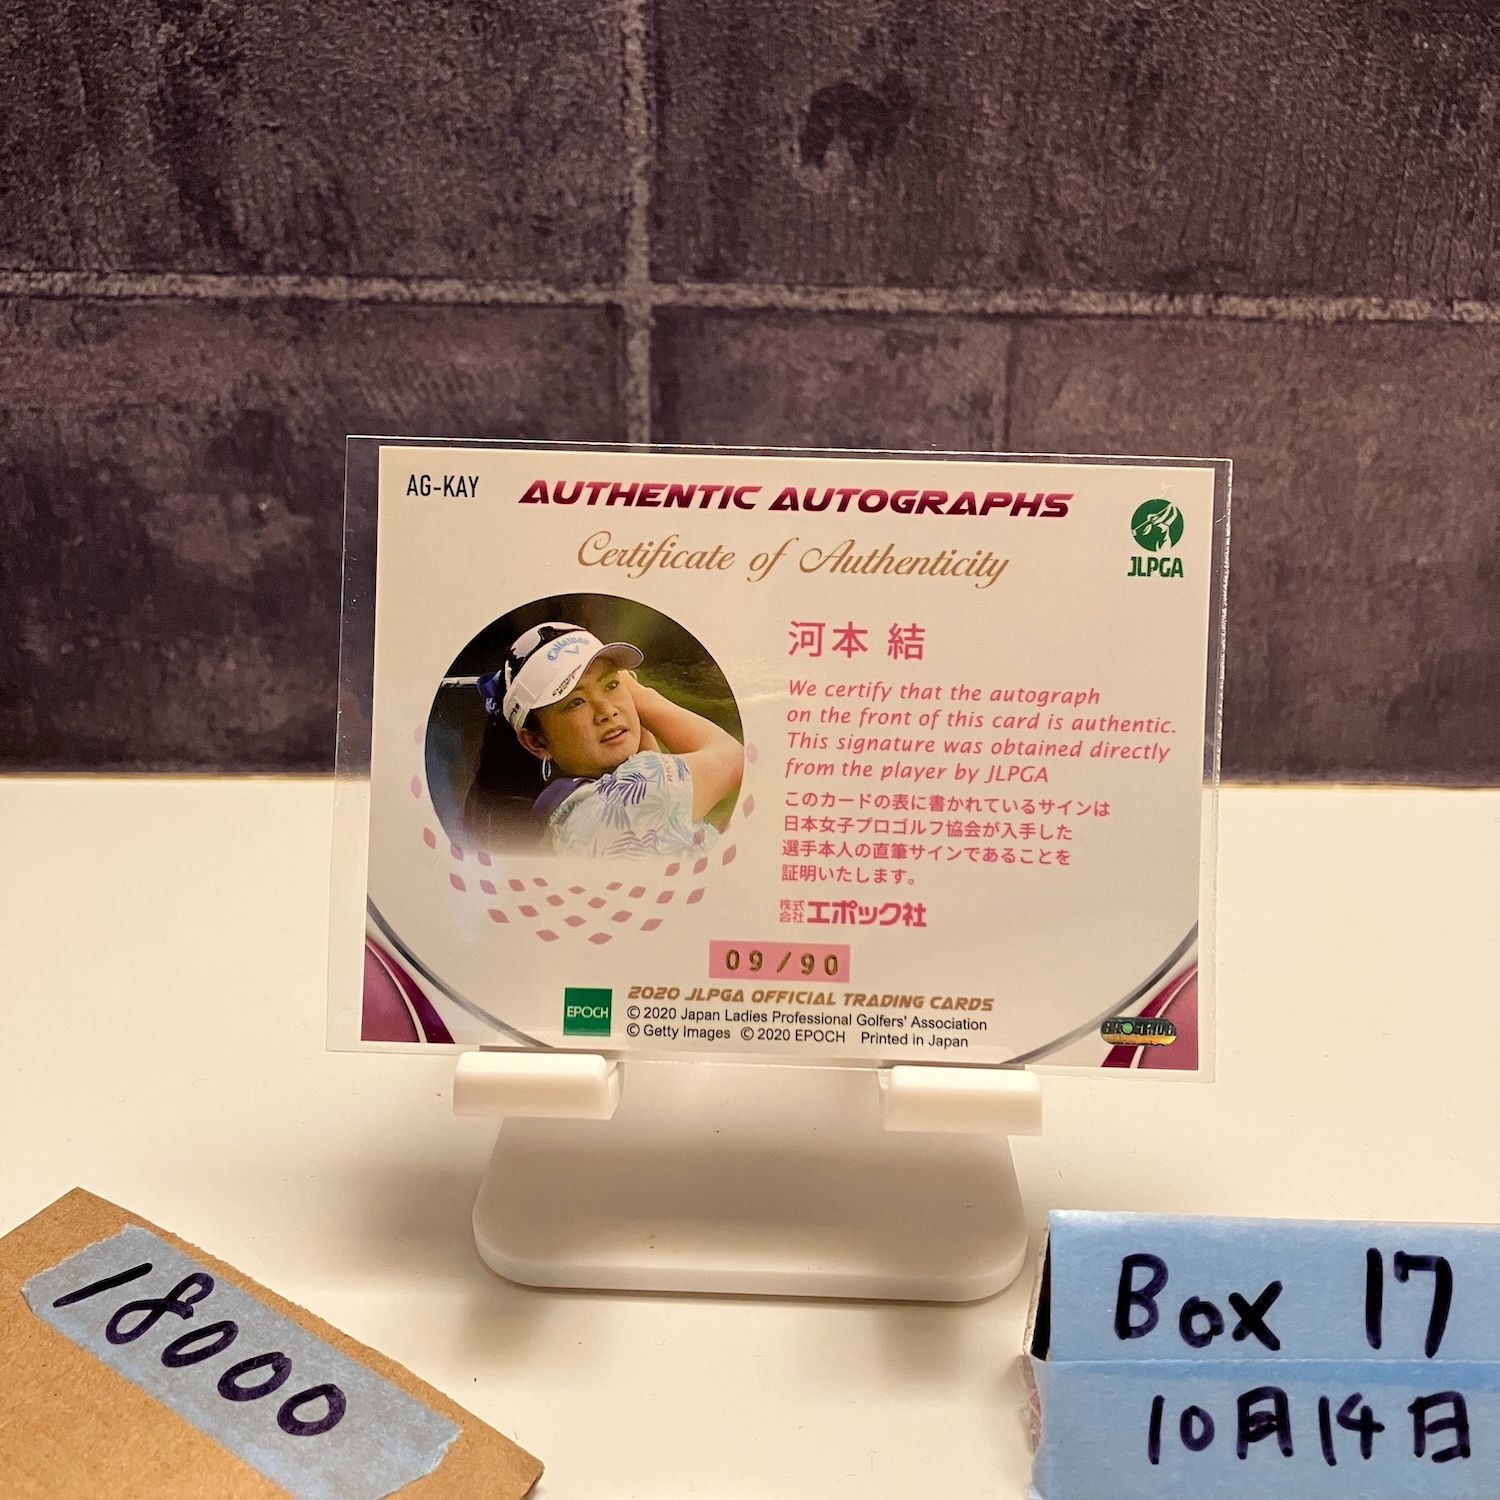 AG-KAY
AUTHENTIC AUTOGRAPHS
Certificate of Authenticity
JLPGA
Callaway
河本 結
We certify that the autograph
on the front of this card is authentic.
This signature was obtained directly
from the player by JLPGA
このカードの表に書かれているサインは
日本女子プロゴルフ協会が入手した
選手本人の直筆サインであることを
証明いたします。
株式会社 エポック社
09/90
EPOCH
2020 JLPGA OFFICIAL TRADING CARDS
© 2020 Japan Ladies Professional Golfers' Association
© Getty Images © 2020 EPOCH Printed in Japan
18000
Box 17
10月14日